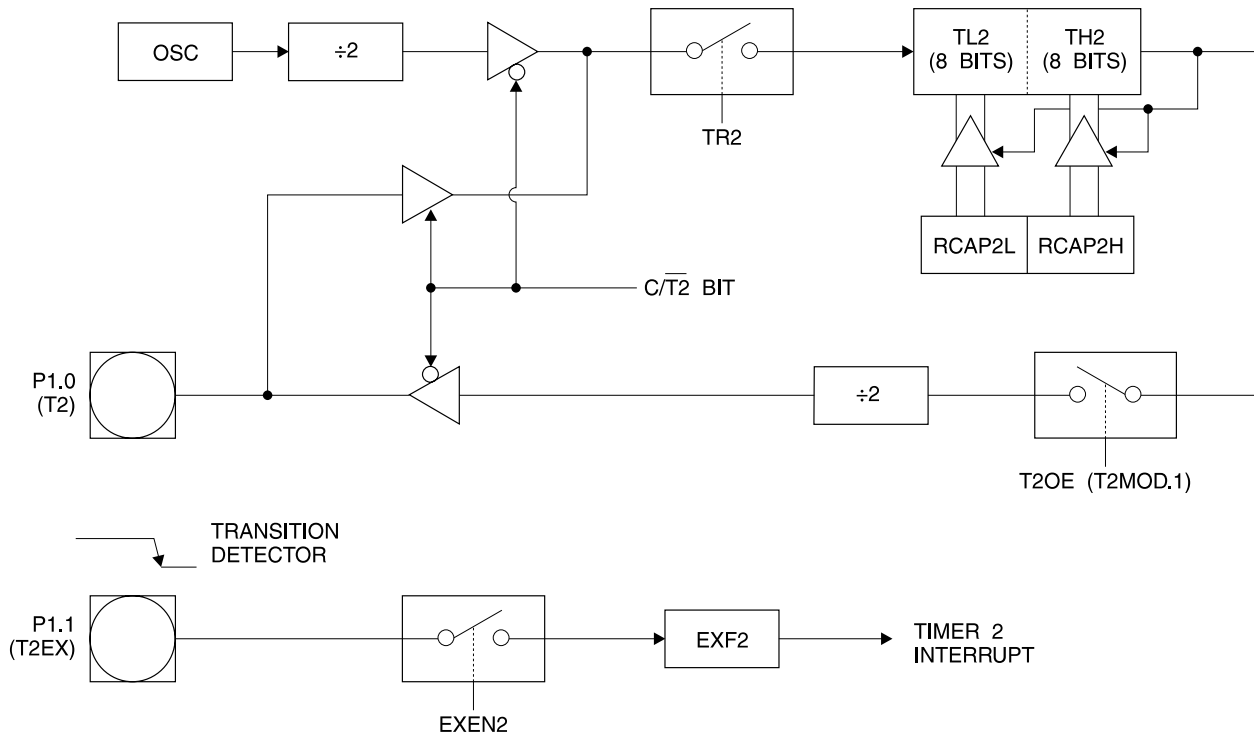 OSC
÷2
TR2
TL2
(8 BITS)
TH2
(8 BITS)
RCAP2L
RCAP2H
C/T̅2̅ BIT
P1.0
(T2)
÷2
T2OE (T2MOD.1)
TRANSITION
DETECTOR
P1.1
(T2EX)
EXEN2
EXF2
TIMER 2
INTERRUPT